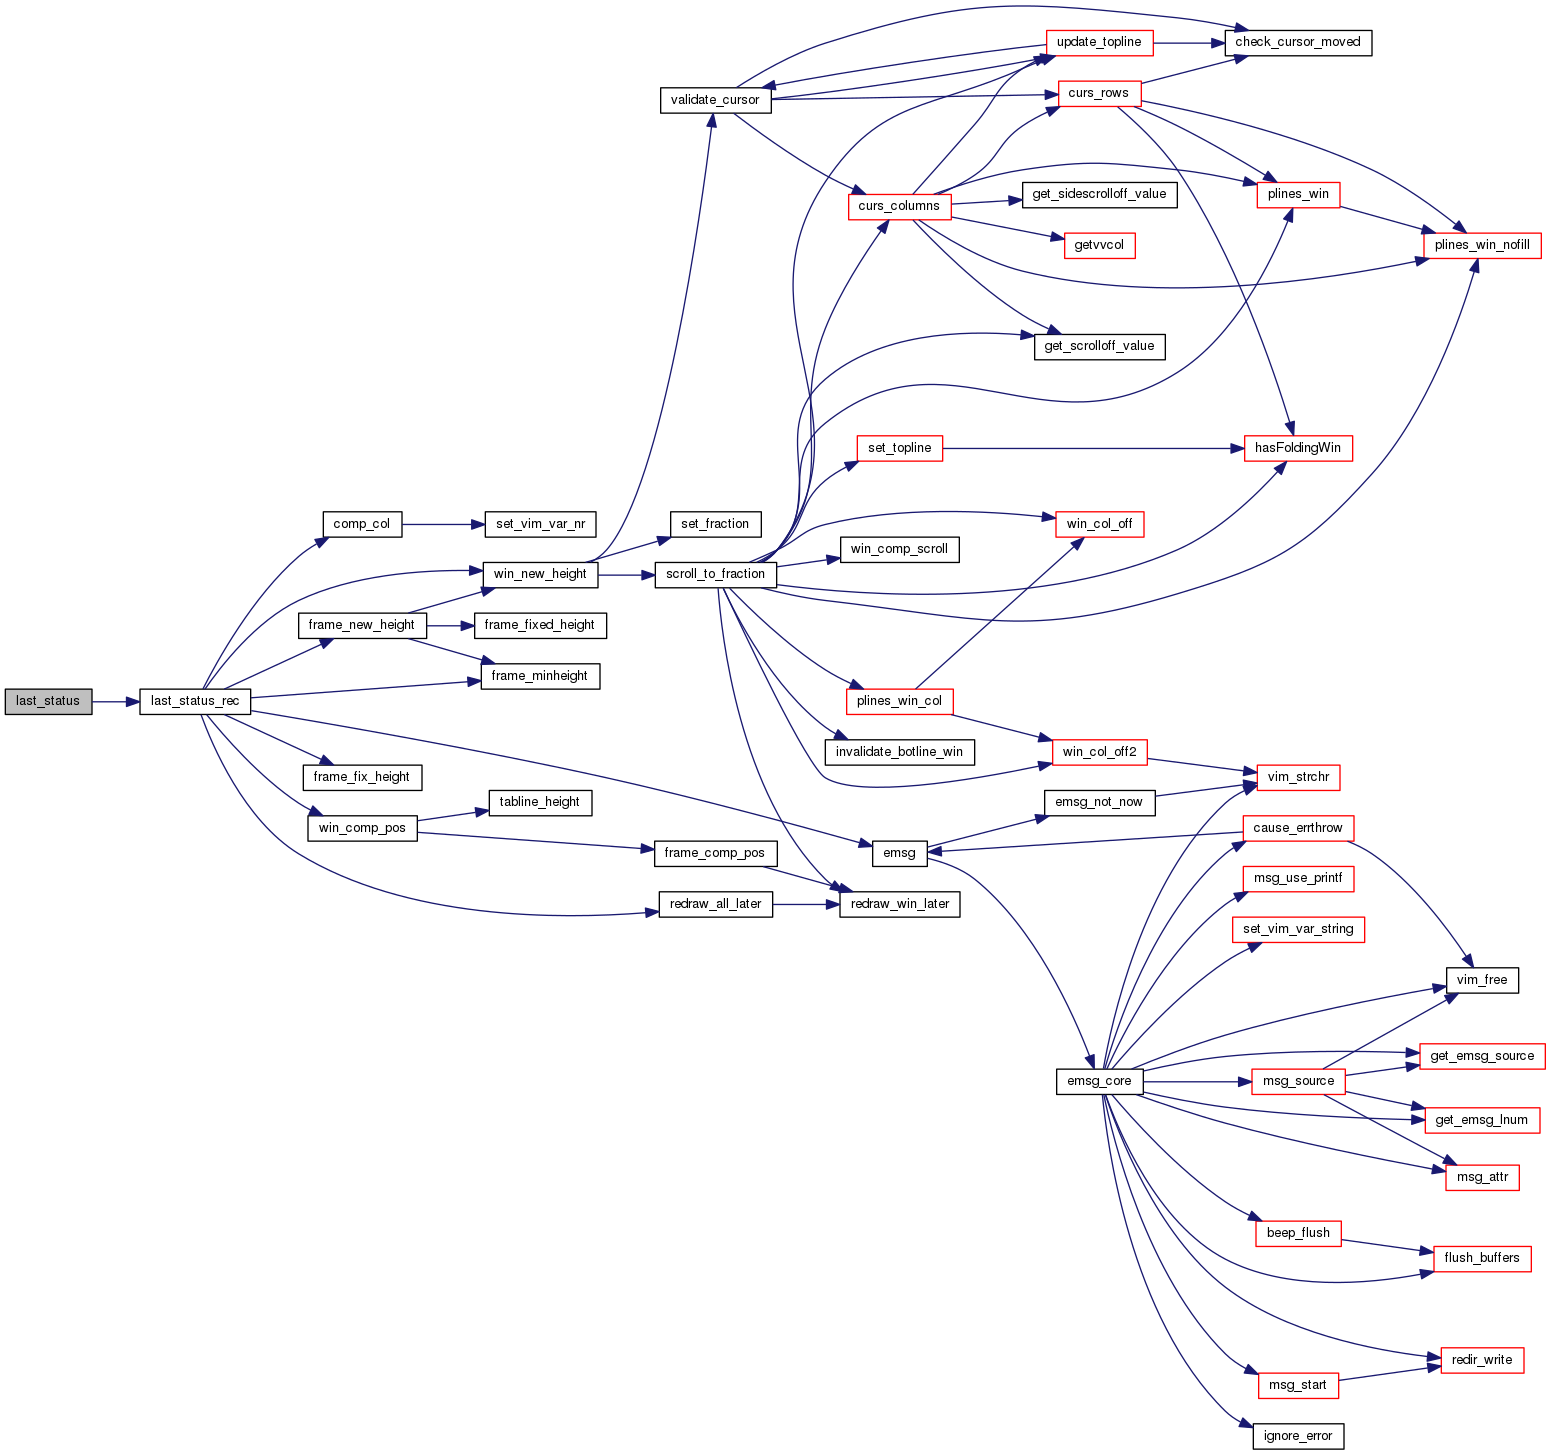 update_topline
check_cursor_moved
validate_cursor
curs_rows
get_sidescrolloff_value
plines_win
curs_columns
getvvcol
plines_win_nofill
get_scrolloff_value
set_topline
hasFoldingWin
comp_col
set_vim_var_nr
set_fraction
win_col_off
win_comp_scroll
win_new_height
scroll_to_fraction
frame_new_height
frame_fixed_height
frame_minheight
last_status
last_status_rec
plines_win_col
invalidate_botline_win
win_col_off2
frame_fix_height
vim_strchr
tabline_height
emsg_not_now
win_comp_pos
cause_errthrow
frame_comp_pos
emsg
msg_use_printf
redraw_all_later
redraw_win_later
set_vim_var_string
vim_free
get_emsg_source
emsg_core
msg_source
get_emsg_lnum
msg_attr
beep_flush
flush_buffers
redir_write
msg_start
ignore_error